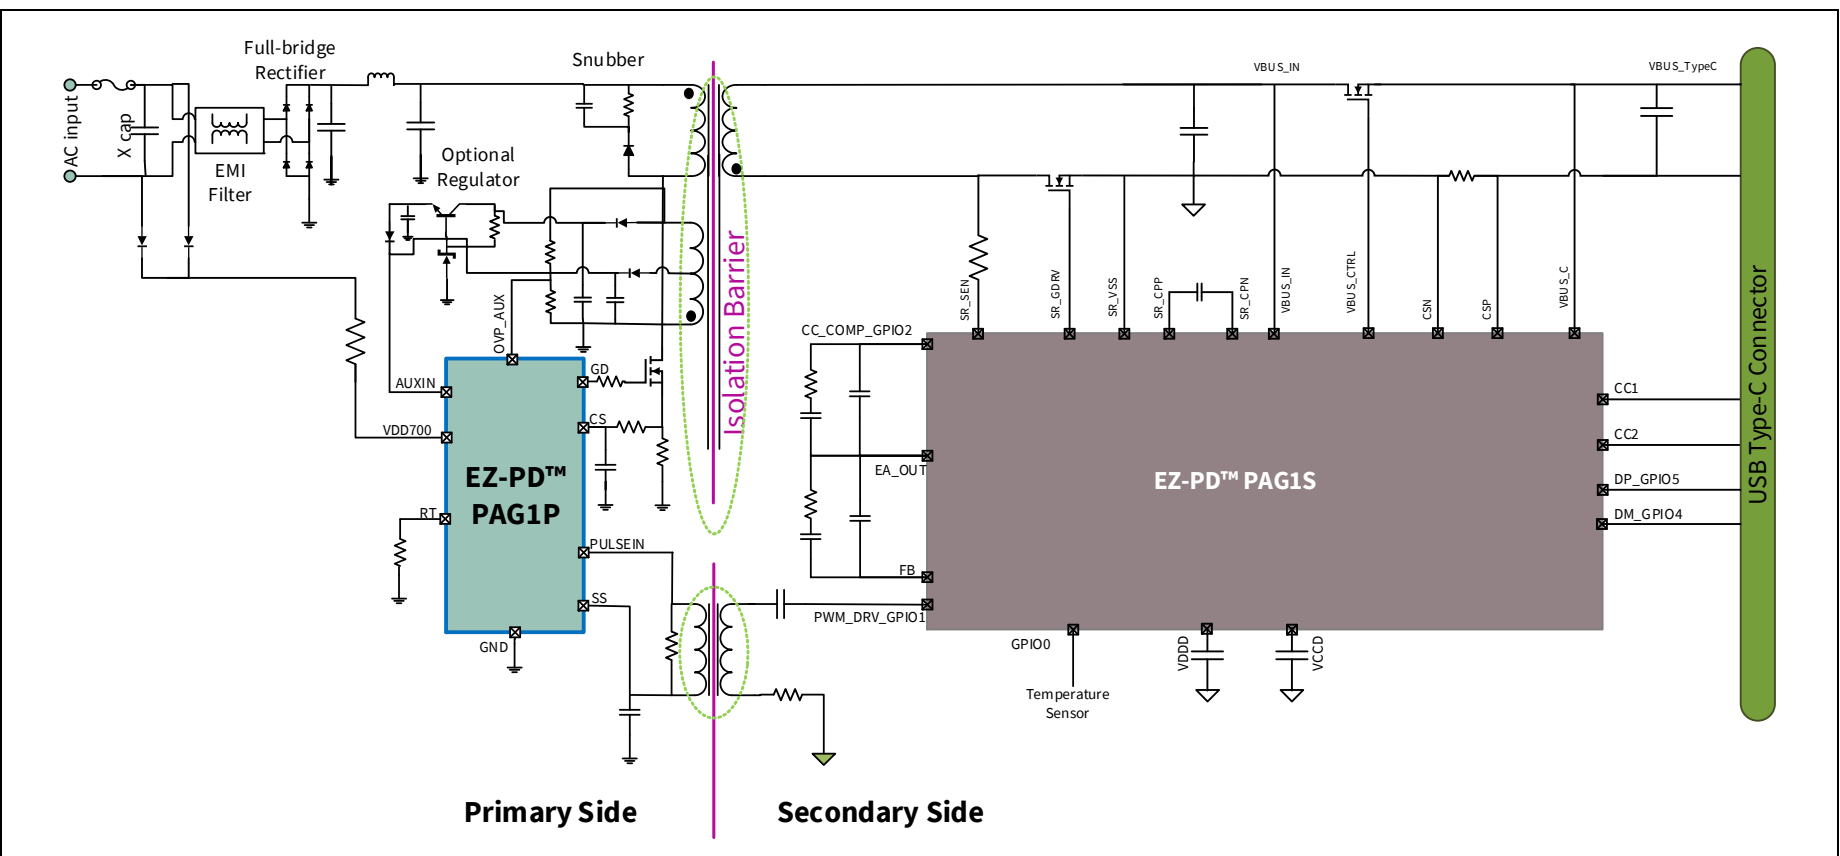 Full-bridge
Rectifier
Snubber
VBUS_IN
VBUS_TypeC
AC input
X cap
EMI
Filter
Optional
Regulator
Isolation Barrier
USB Type-C Connector
OVP_AUX
SR_SEN
SR_GDRV
SR_VSS
SR_CPP
SR_CPN
VBUS_IN
VBUS_CTRL
CSN
CSP
VBUS_C
CC_COMP_GPIO2
GD
AUXIN
CS
VDD700
EZ-PD™
PAG1P
RT
PULSEIN
SS
GND
EA_OUT
FB
PWM_DRV_GPIO1
EZ-PD™ PAG1S
CC1
CC2
DP_GPIO5
DM_GPIO4
GPIO0
VDDD
VCCD
Temperature
Sensor
Primary Side
Secondary Side